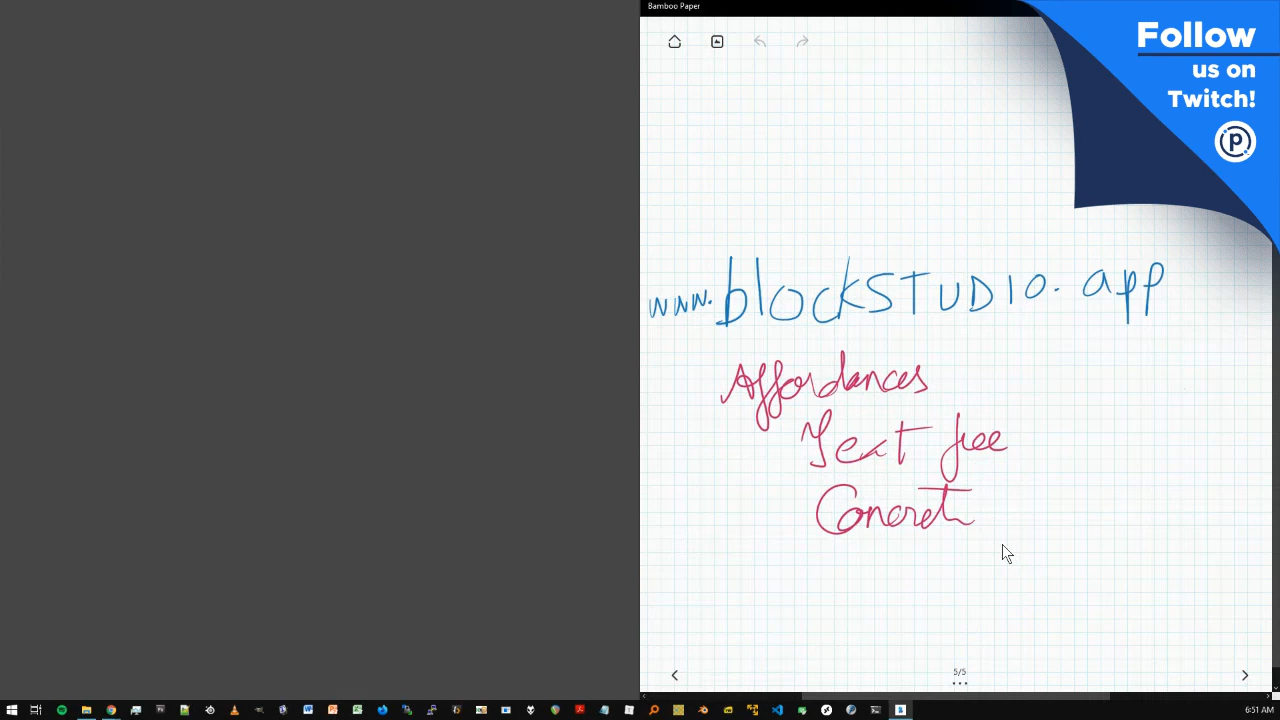 Bamboo Paper
Follow
us on
Twitch!
p
www.blockSTUDIO.app
Affordances
Text free
Concrete
5/5
6:51 AM